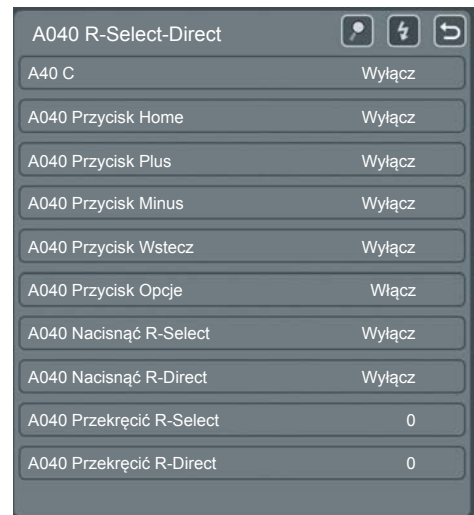 A040 R-Select-Direct
A40 C Wyłącz
A040 Przycisk Home Wyłącz
A040 Przycisk Plus Wyłącz
A040 Przycisk Minus Wyłącz
A040 Przycisk Wstecz Wyłącz
A040 Przycisk Opcje Włącz
A040 Nacisnąć R-Select Wyłącz
A040 Nacisnąć R-Direct Wyłącz
A040 Przekręcić R-Select 0
A040 Przekręcić R-Direct 0